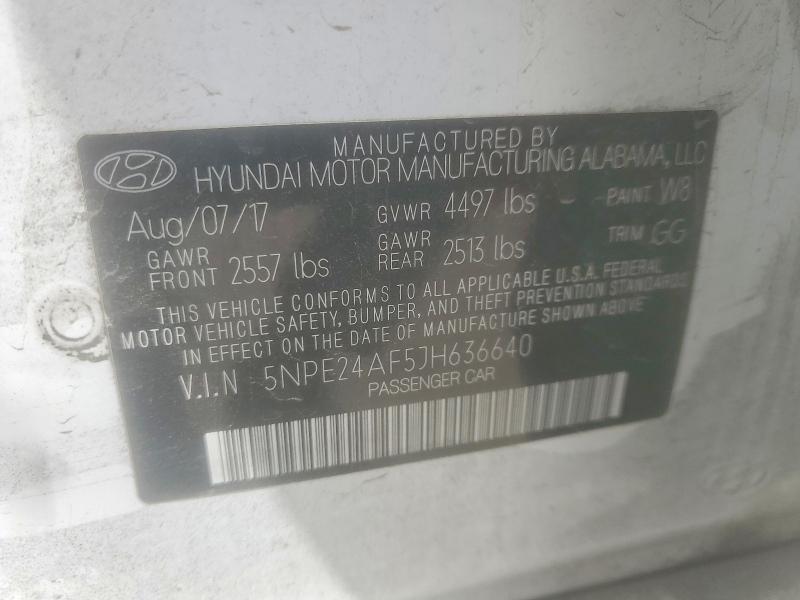 MANUFACTURED BY
HYUNDAI MOTOR MANUFACTURING ALABAMA, LLC
Aug/07/17 GVWR 4497 lbs PAINT W8
GAWR FRONT 2557 lbs GAWR REAR 2513 lbs TRIM GG
THIS VEHICLE CONFORMS TO ALL APPLICABLE U.S.A. FEDERAL
MOTOR VEHICLE SAFETY, BUMPER, AND THEFT PREVENTION STANDARDS
IN EFFECT ON THE DATE OF MANUFACTURE SHOWN ABOVE
V.I.N 5NPE24AF5JH636640
PASSENGER CAR